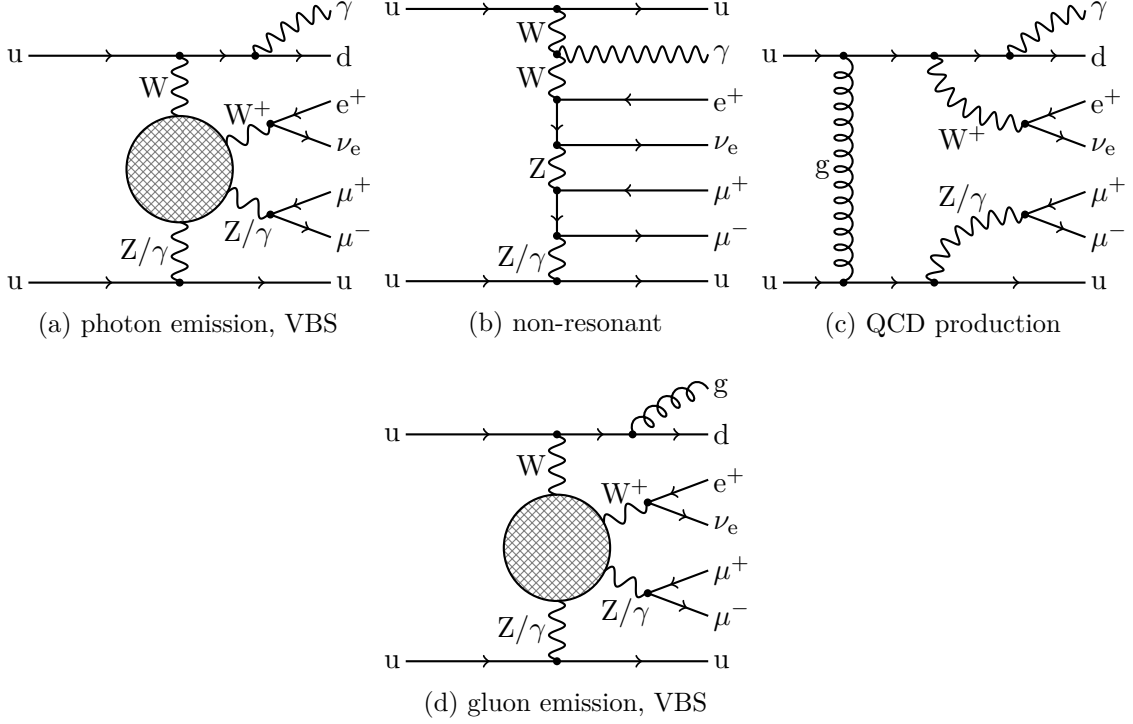 u
W
W⁺
Z/γ
Z/γ
u
γ
d
e⁺
νₑ
μ⁺
μ⁻
u
(a) photon emission, VBS
u
W
W
Z
Z/γ
u
u
γ
e⁺
νₑ
μ⁺
μ⁻
u
(b) non-resonant
u
g
W⁺
Z/γ
u
γ
d
e⁺
νₑ
μ⁺
μ⁻
u
(c) QCD production
u
W
W⁺
Z/γ
Z/γ
u
g
d
e⁺
νₑ
μ⁺
μ⁻
u
(d) gluon emission, VBS